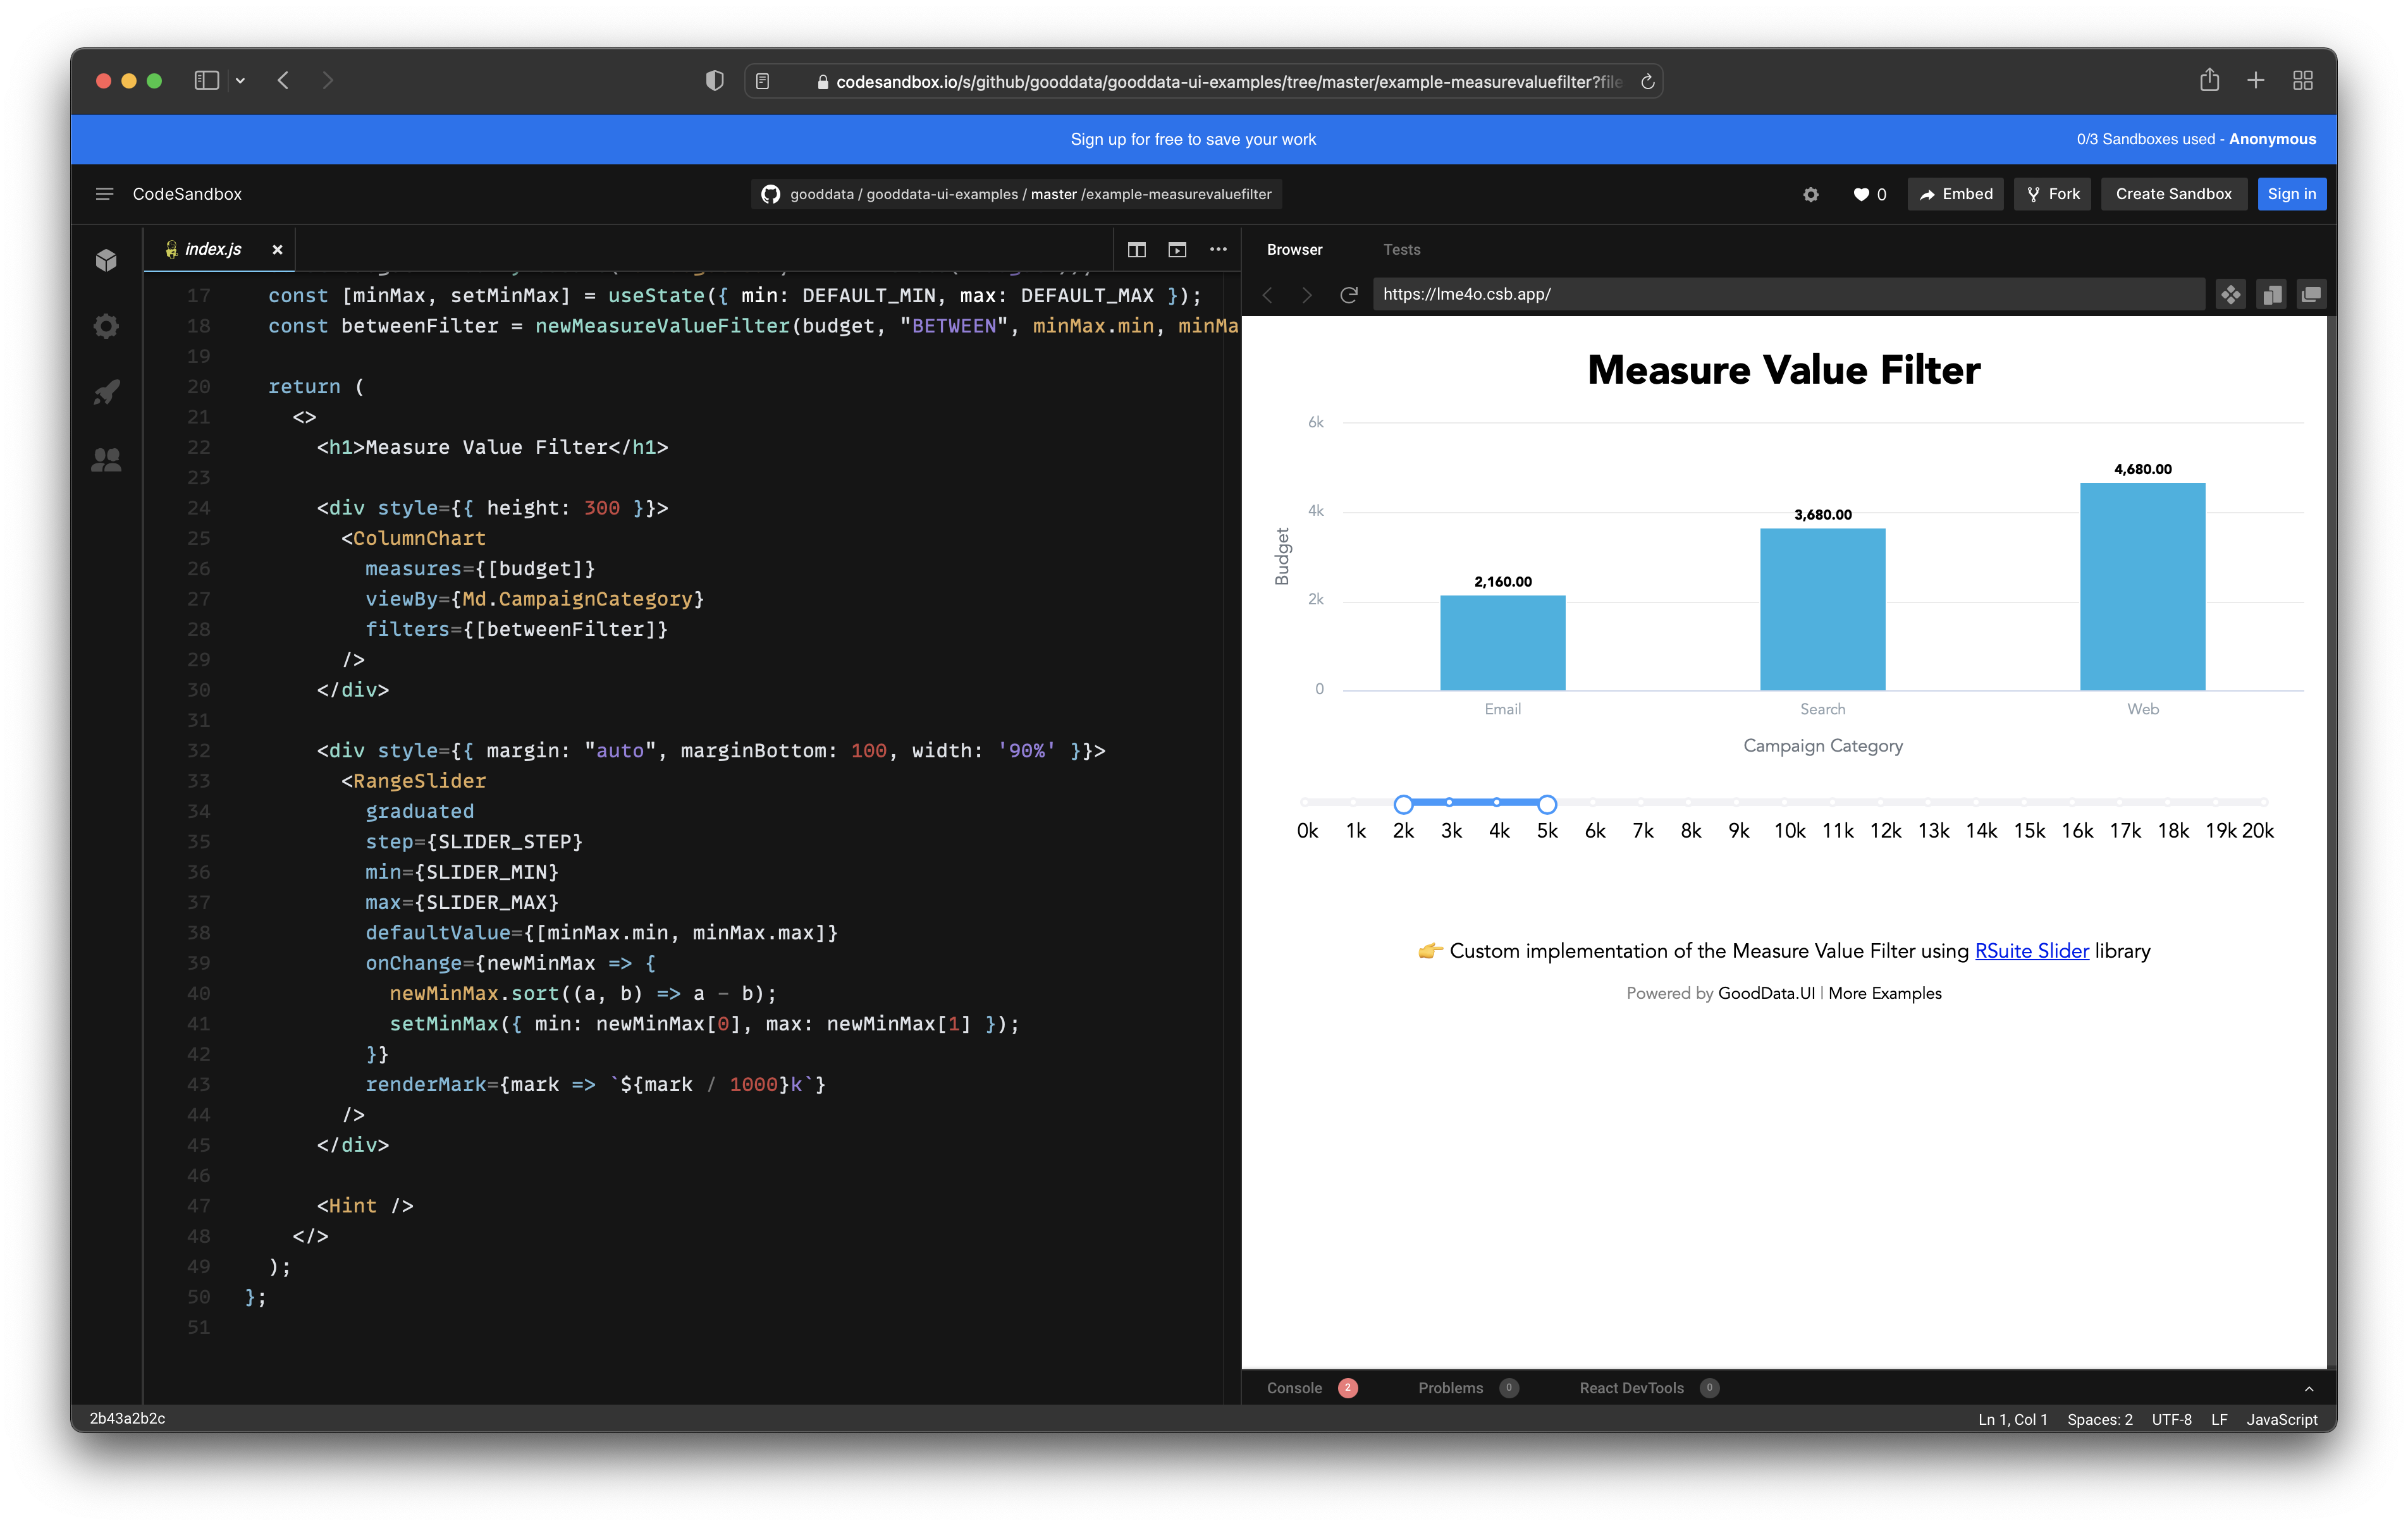 codesandbox.io/s/github/gooddata/gooddata-ui-examples/tree/master/example-measurevaluefilter?file
Sign up for free to save your work
0/3 Sandboxes used - Anonymous
CodeSandbox
gooddata / gooddata-ui-examples / master /example-measurevaluefilter
0
Embed
Fork
Create Sandbox
Sign in
index.js
17 const [minMax, setMinMax] = useState({ min: DEFAULT_MIN, max: DEFAULT_MAX });
18 const betweenFilter = newMeasureValueFilter(budget, "BETWEEN", minMax.min, minMa
19
20 return (
21 <>
22 <h1>Measure Value Filter</h1>
23
24 <div style={{ height: 300 }}>
25 <ColumnChart
26 measures={[budget]}
27 viewBy={Md.CampaignCategory}
28 filters={[betweenFilter]}
29 />
30 </div>
31
32 <div style={{ margin: "auto", marginBottom: 100, width: '90%' }}>
33 <RangeSlider
34 graduated
35 step={SLIDER_STEP}
36 min={SLIDER_MIN}
37 max={SLIDER_MAX}
38 defaultValue={[minMax.min, minMax.max]}
39 onChange={newMinMax => {
40 newMinMax.sort((a, b) => a - b);
41 setMinMax({ min: newMinMax[0], max: newMinMax[1] });
42 }}
43 renderMark={mark => `${mark / 1000}k`}
44 />
45 </div>
46
47 <Hint />
48 </>
49 );
50 };
51
Browser
Tests
https://lme4o.csb.app/
Measure Value Filter
6k
4k
2k
0
Budget
2,160.00
3,680.00
4,680.00
Email
Search
Web
Campaign Category
0k 1k 2k 3k 4k 5k 6k 7k 8k 9k 10k 11k 12k 13k 14k 15k 16k 17k 18k 19k 20k
👉 Custom implementation of the Measure Value Filter using RSuite Slider library
Powered by GoodData.UI | More Examples
Console 2
Problems 0
React DevTools 0
2b43a2b2c
Ln 1, Col 1
Spaces: 2
UTF-8
LF
JavaScript